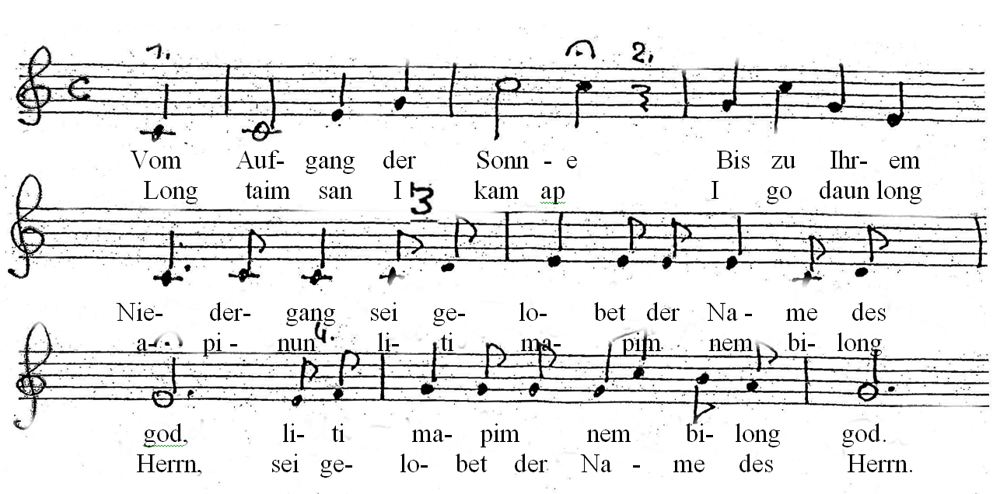 1. 2.
Vom Auf- gang der Sonn - e Bis zu Ihr- em
Long taim san I kam ap I go daun long
3
Nie- der- gang sei ge- lo- bet der Na - me des
a- pi - nun li- ti ma- pim nem bi- long
4.
god, li- ti ma- pim nem bi- long god.
Herrn, sei ge- lo- bet der Na - me des Herrn.